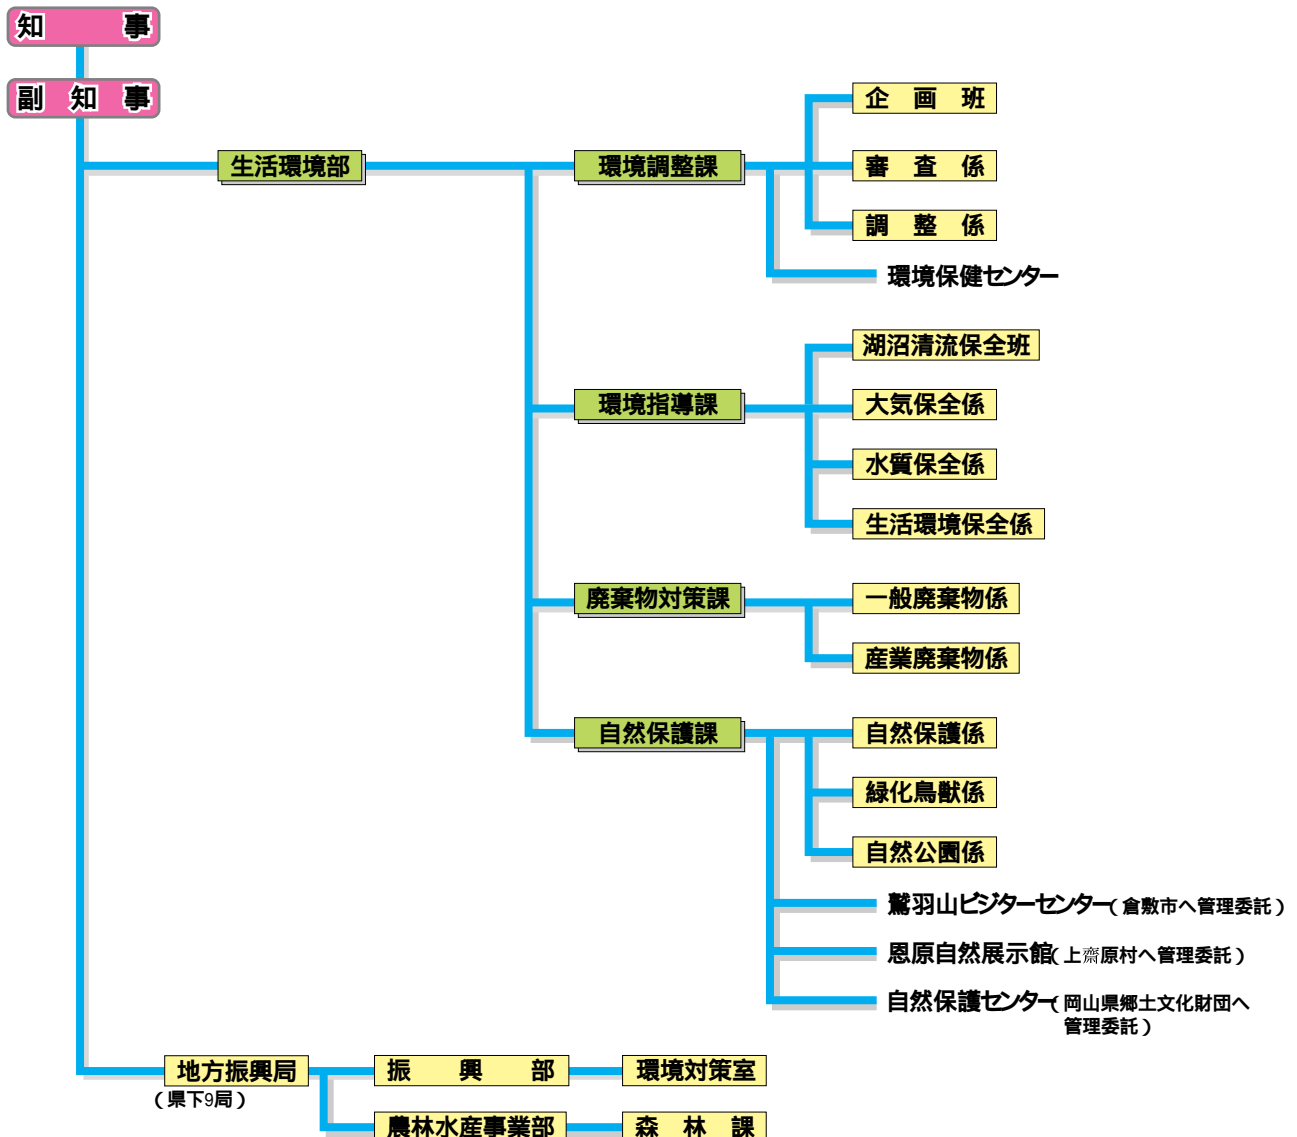 知事
副知事
生活環境部
環境調整課
企画班
審査係
調整係
環境保健センター
環境指導課
湖沼清流保全班
大気保全係
水質保全係
生活環境保全係
廃棄物対策課
一般廃棄物係
産業廃棄物係
自然保護課
自然保護係
緑化鳥獣係
自然公園係
鷲羽山ビジターセンター(倉敷市へ管理委託)
恩原自然展示館(上齋原村へ管理委託)
自然保護センター(岡山県郷土文化財団へ
管理委託)
地方振興局
(県下9局)
振興部
環境対策室
農林水産事業部
森林課